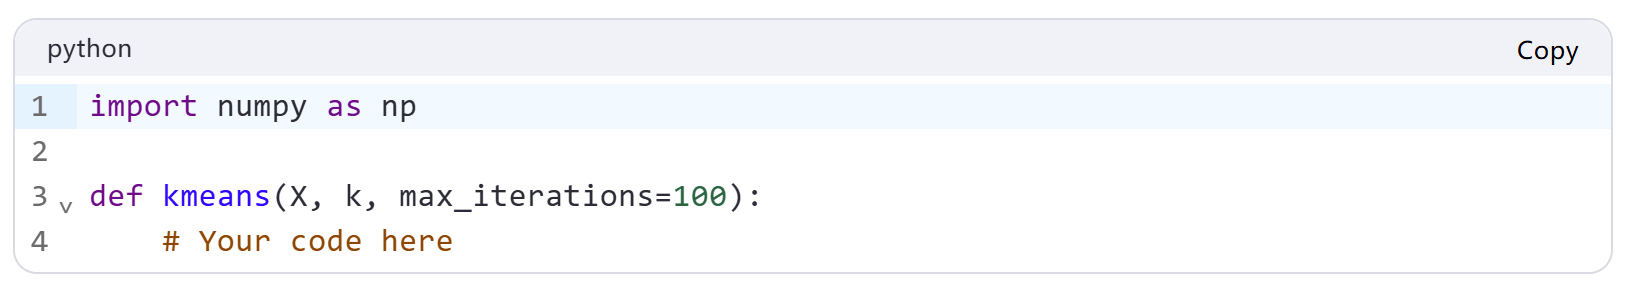 python
Copy
1 import numpy as np
2
3 def kmeans(X, k, max_iterations=100):
4     # Your code here